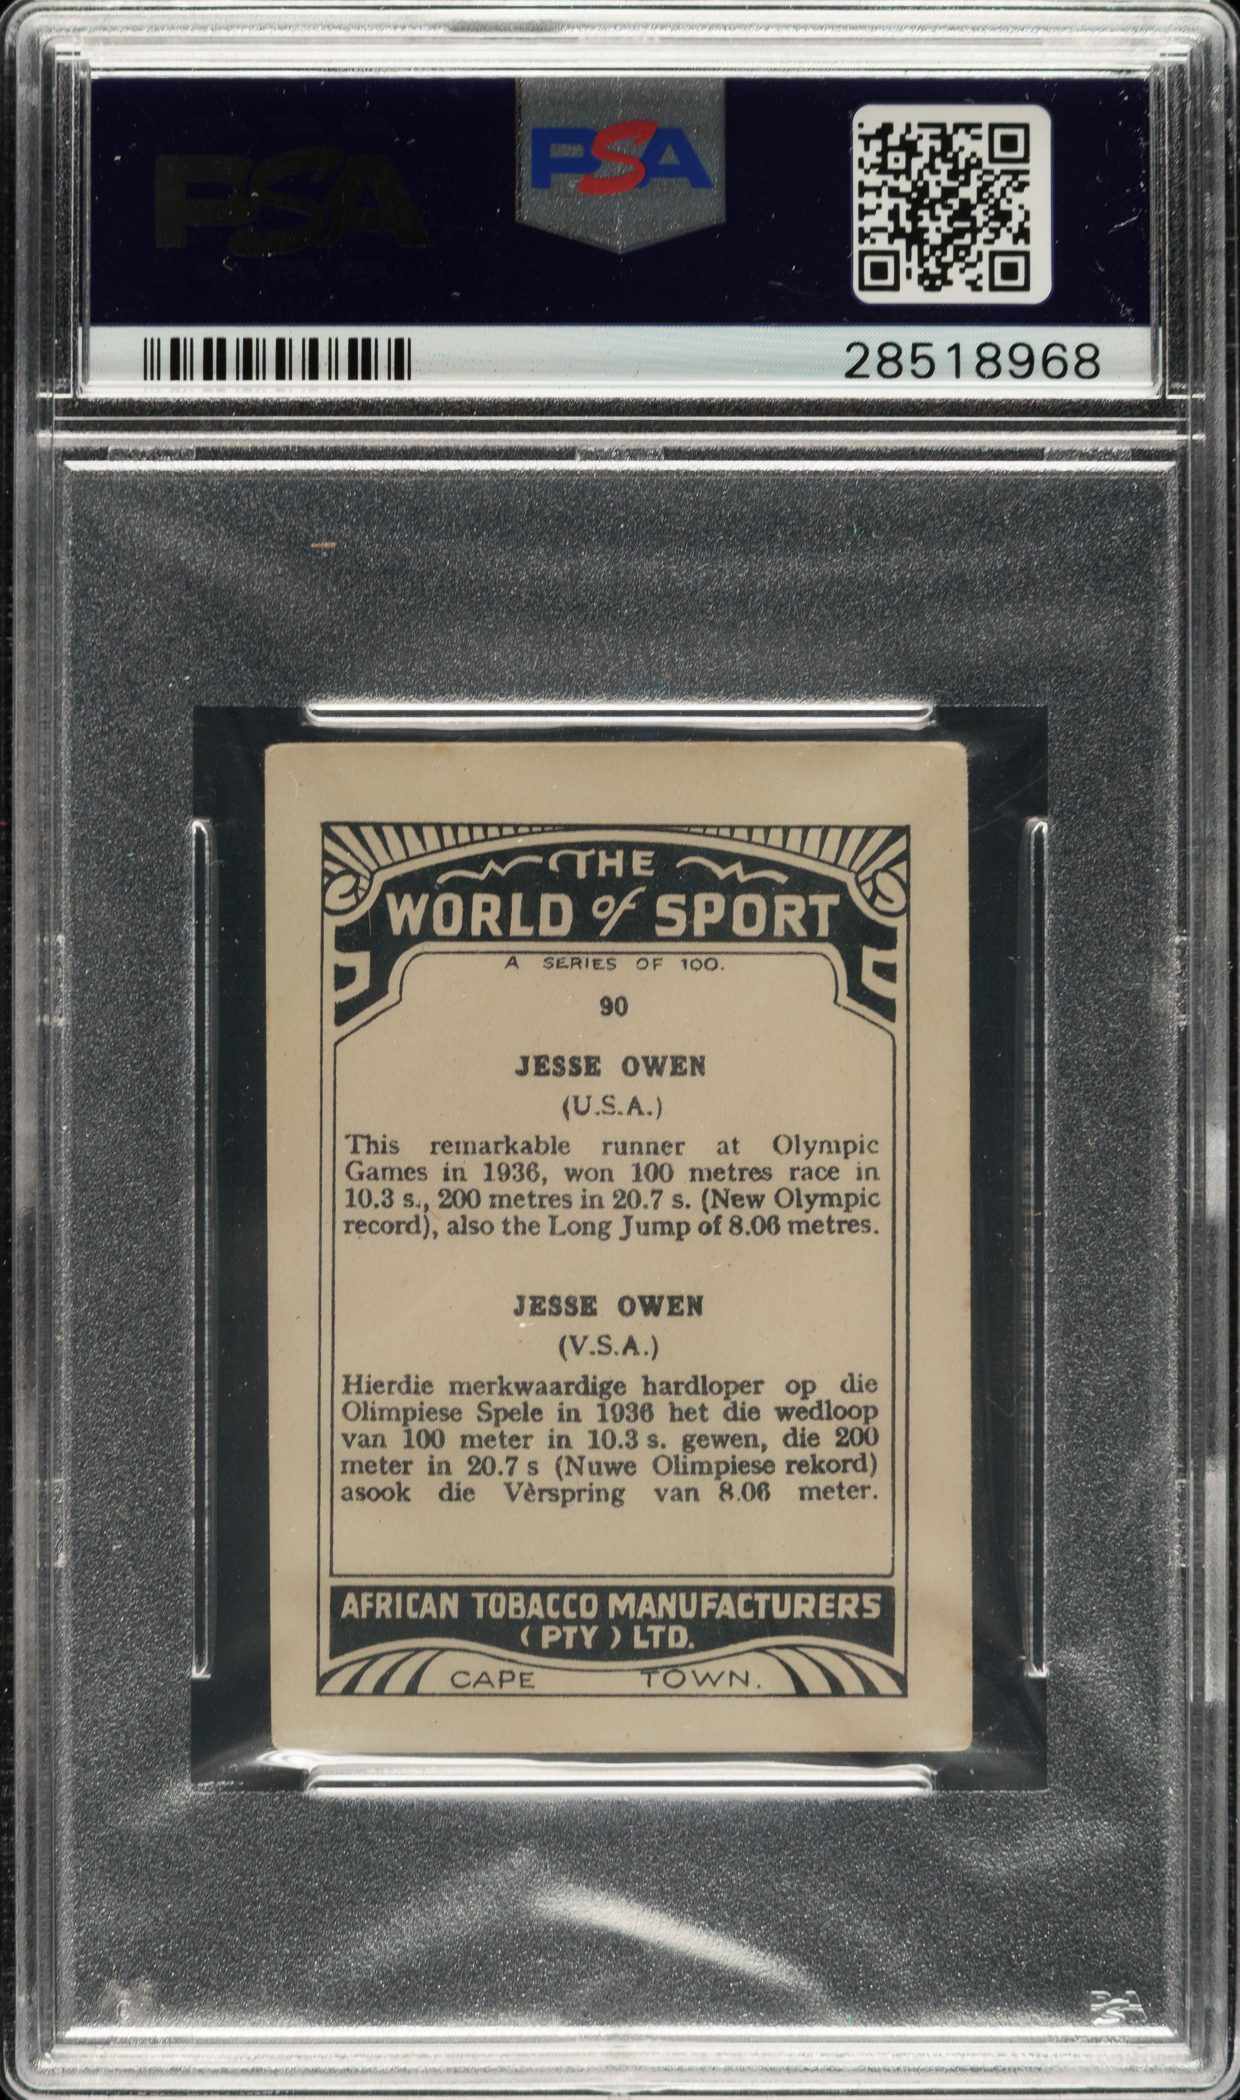 PSA
PSA
28518968
THE
WORLD of SPORT
A SERIES OF 100.
90
JESSE OWEN
(U.S.A.)
This remarkable runner at Olympic
Games in 1936, won 100 metres race in
10.3 s., 200 metres in 20.7 s. (New Olympic
record), also the Long Jump of 8.06 metres.
JESSE OWEN
(V.S.A.)
Hierdie merkwaardige hardloper op die
Olimpiese Spele in 1936 het die wedloop
van 100 meter in 10.3 s. gewen, die 200
meter in 20.7 s (Nuwe Olimpiese rekord)
asook die Vèrspring van 8.06 meter.
AFRICAN TOBACCO MANUFACTURERS
(PTY) LTD.
CAPE TOWN.
PSA